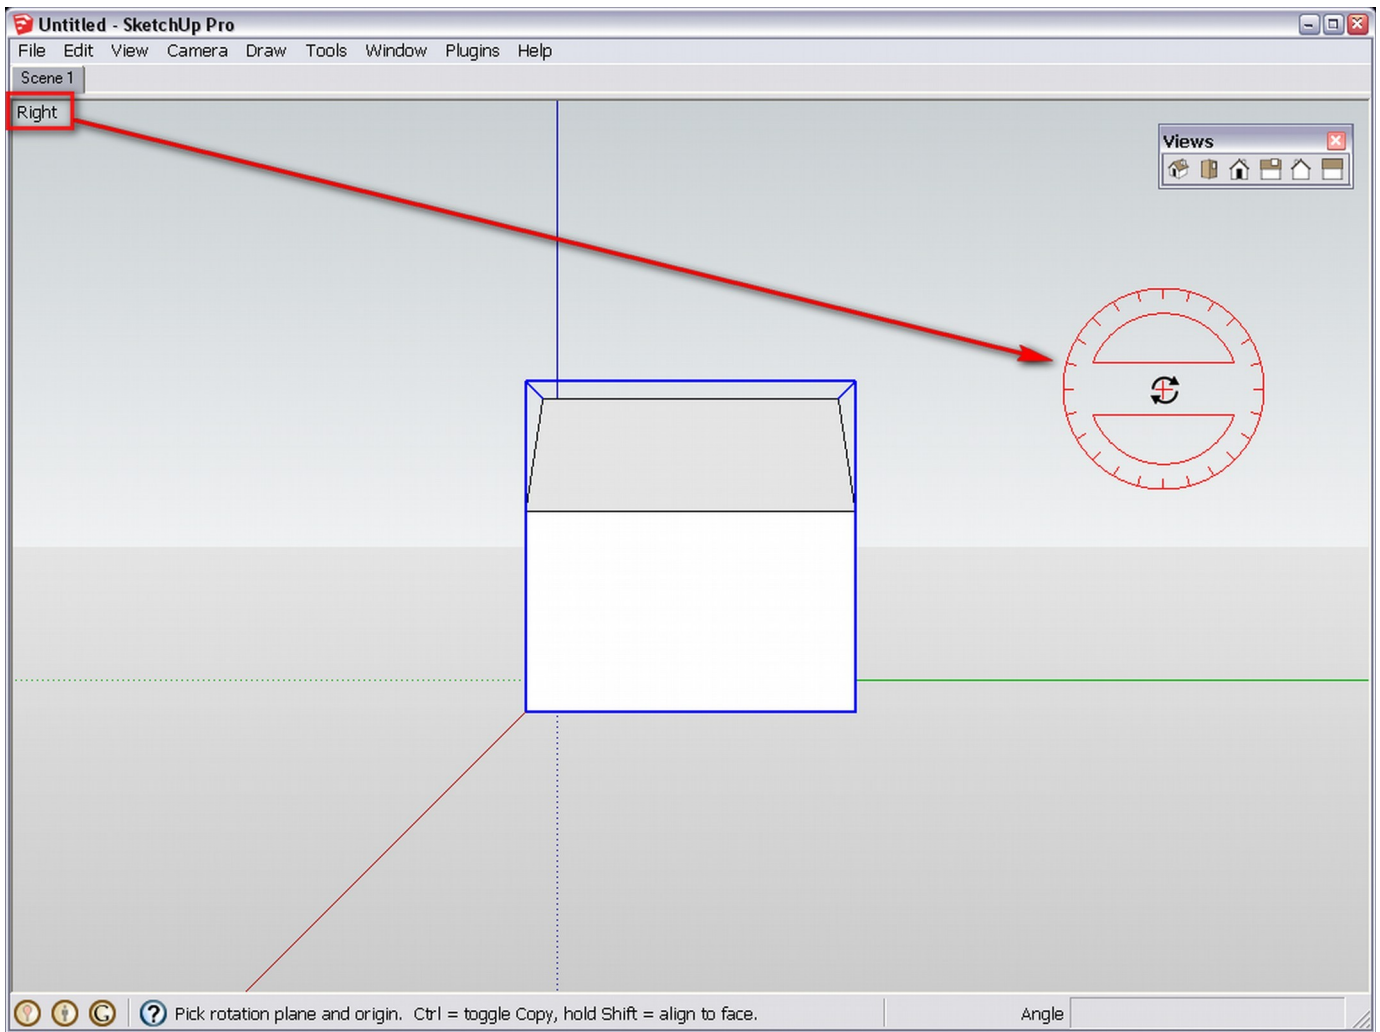 Untitled - SketchUp Pro
File Edit View Camera Draw Tools Window Plugins Help
Scene 1
Right
Views
Pick rotation plane and origin. Ctrl = toggle Copy, hold Shift = align to face.
Angle